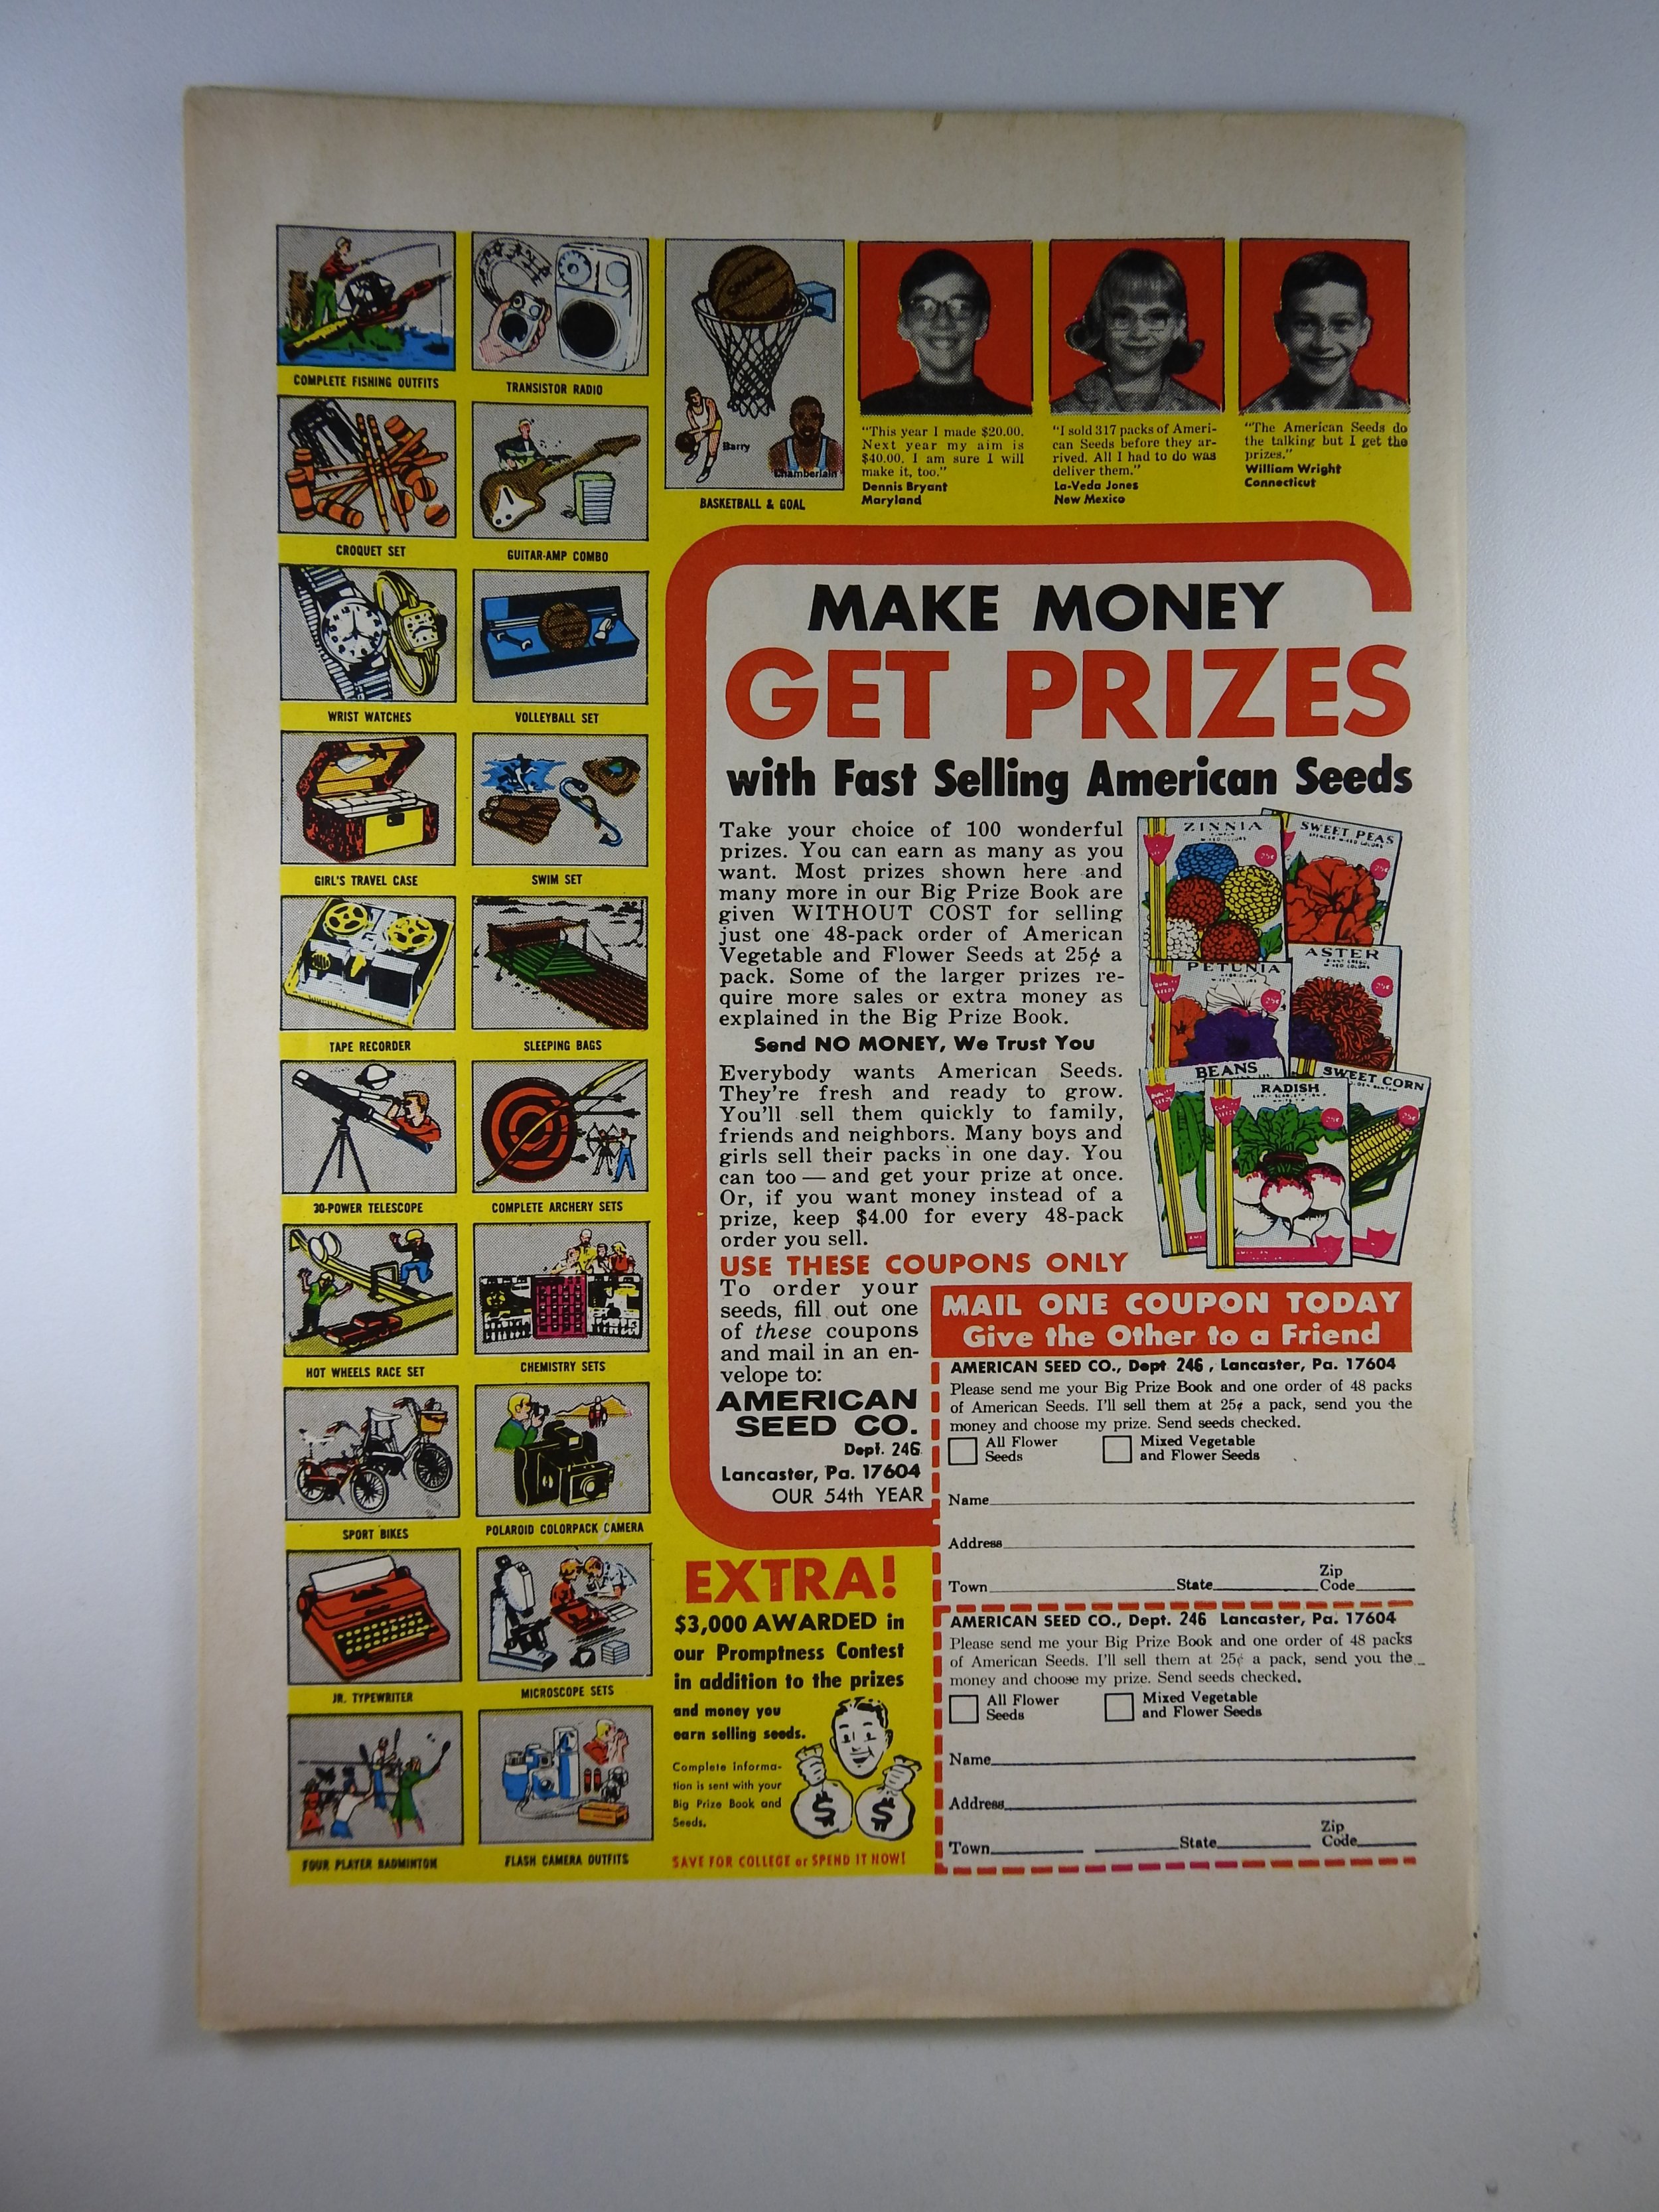 COMPLETE FISHING OUTFITS
TRANSISTOR RADIO
CROQUET SET
GUITAR-AMP COMBO
WRIST WATCHES
VOLLEYBALL SET
GIRL'S TRAVEL CASE
SWIM SET
TAPE RECORDER
SLEEPING BAGS
30-POWER TELESCOPE
COMPLETE ARCHERY SETS
HOT WHEELS RACE SET
CHEMISTRY SETS
SPORT BIKES
POLAROID COLORPACK CAMERA
JR. TYPEWRITER
MICROSCOPE SETS
FOUR PLAYER BADMINTON
FLASH CAMERA OUTFITS
Barry
Chamberlain
BASKETBALL & GOAL
"This year I made $20.00.
Next year my aim is
$40.00. I am sure I will
make it, too."
Dennis Bryant
Maryland
"I sold 317 packs of Ameri-
can Seeds before they ar-
rived. All I had to do was
deliver them."
La-Veda Jones
New Mexico
"The American Seeds do
the talking but I get the
prizes."
William Wright
Connecticut
MAKE MONEY
GET PRIZES
with Fast Selling American Seeds
Take your choice of 100 wonderful
prizes. You can earn as many as you
want. Most prizes shown here and
many more in our Big Prize Book are
given WITHOUT COST for selling
just one 48-pack order of American
Vegetable and Flower Seeds at 25¢ a
pack. Some of the larger prizes re-
quire more sales or extra money as
explained in the Big Prize Book.
Send NO MONEY, We Trust You
Everybody wants American Seeds.
They're fresh and ready to grow.
You'll sell them quickly to family,
friends and neighbors. Many boys and
girls sell their packs in one day. You
can too — and get your prize at once.
Or, if you want money instead of a
prize, keep $4.00 for every 48-pack
order you sell.
ZINNIA
25¢
SWEET PEAS
25¢
PETUNIA
25¢
ASTER
25¢
BEANS
RADISH
25¢
SWEET CORN
25¢
USE THESE COUPONS ONLY
To order your
seeds, fill out one
of these coupons
and mail in an en-
velope to:
AMERICAN
SEED CO.
Dept. 246
Lancaster, Pa. 17604
OUR 54th YEAR
EXTRA!
$3,000 AWARDED in
our Promptness Contest
in addition to the prizes
and money you
earn selling seeds.
Complete Informa-
tion is sent with your
Big Prize Book and
Seeds.
$ $
SAVE FOR COLLEGE or SPEND IT NOW!
MAIL ONE COUPON TODAY
Give the Other to a Friend
AMERICAN SEED CO., Dept 246 , Lancaster, Pa. 17604
Please send me your Big Prize Book and one order of 48 packs
of American Seeds. I'll sell them at 25¢ a pack, send you the
money and choose my prize. Send seeds checked.
All Flower
Seeds
Mixed Vegetable
and Flower Seeds
Name
Address
Town State Zip
Code
AMERICAN SEED CO., Dept. 246 Lancaster, Pa. 17604
Please send me your Big Prize Book and one order of 48 packs
of American Seeds. I'll sell them at 25¢ a pack, send you the
money and choose my prize. Send seeds checked.
All Flower
Seeds
Mixed Vegetable
and Flower Seeds
Name
Address
Town State Zip
Code